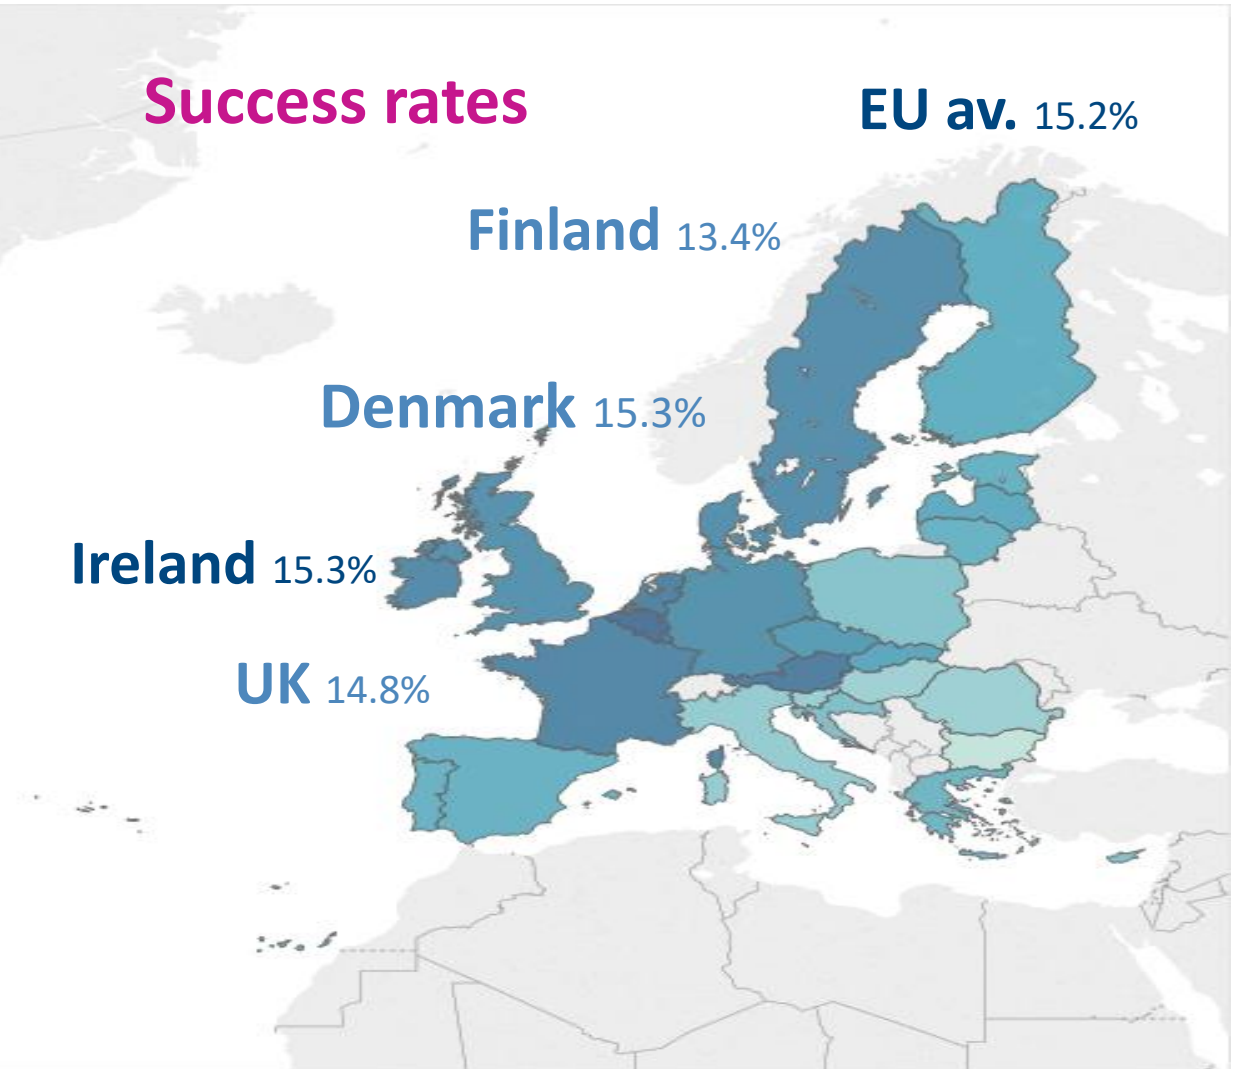 Success rates
EU av. 15.2%
Finland 13.4%
Denmark 15.3%
Ireland 15.3%
UK 14.8%